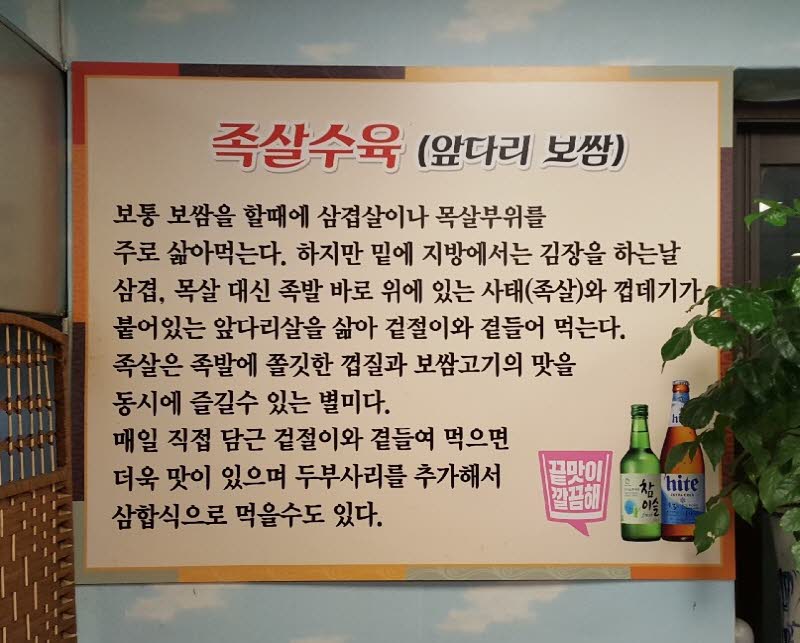 족살수육 (앞다리 보쌈)
보통 보쌈을 할때에 삼겹살이나 목살부위를
주로 삶아먹는다. 하지만 밑에 지방에서는 김장을 하는날
삼겹, 목살 대신 족발 바로 위에 있는 사태(족살)와 껍데기가
붙어있는 앞다리살을 삶아 겉절이와 곁들어 먹는다.
족살은 족발에 쫄깃한 껍질과 보쌈고기의 맛을
동시에 즐길수 있는 별미다.
매일 직접 담근 겉절이와 곁들여 먹으면
더욱 맛이 있으며 두부사리를 추가해서
삼합식으로 먹을수도 있다.
끝맛이
깔끔해
참
이슬
hite